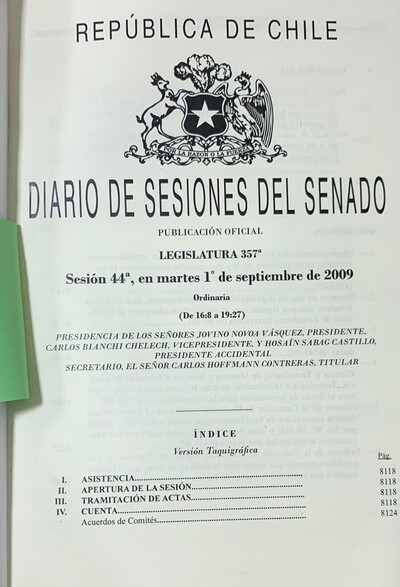 REPÚBLICA DE CHILE
POR LA RAZON O LA FUERZA
DIARIO DE SESIONES DEL SENADO
PUBLICACIÓN OFICIAL
LEGISLATURA 357ª
Sesión 44ª, en martes 1º de septiembre de 2009
Ordinaria
(De 16:8 a 19:27)
PRESIDENCIA DE LOS SEÑORES JOVINO NOVOA VÁSQUEZ, PRESIDENTE,
CARLOS BIANCHI CHELECH, VICEPRESIDENTE, Y HOSAÍN SABAG CASTILLO,
PRESIDENTE ACCIDENTAL
SECRETARIO, EL SEÑOR CARLOS HOFFMANN CONTRERAS, TITULAR
ÍNDICE
Versión Taquigráfica
Pág.
I. ASISTENCIA 8118
II. APERTURA DE LA SESIÓN 8118
III. TRAMITACIÓN DE ACTAS 8118
IV. CUENTA 8118
Acuerdos de Comités 8124